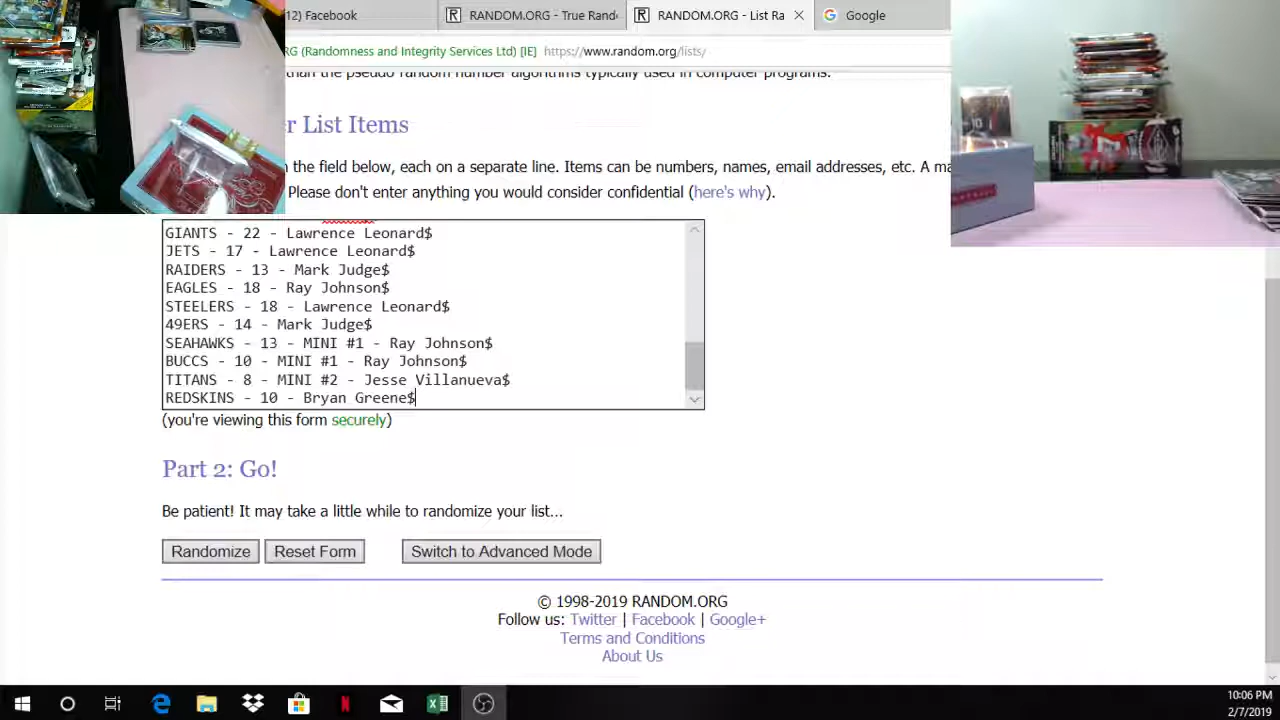 12) Facebook
RANDOM.ORG - True Rand
RANDOM.ORG - List Ra
Google
RG (Randomness and Integrity Services Ltd) [IE]
https://www.random.org/lists/
than the pseudo random number algorithms typically used in computer programs.
r List Items
n the field below, each on a separate line. Items can be numbers, names, email addresses, etc. A ma
Please don't enter anything you would consider confidential (here's why).
GIANTS - 22 - Lawrence Leonard$
JETS - 17 - Lawrence Leonard$
RAIDERS - 13 - Mark Judge$
EAGLES - 18 - Ray Johnson$
STEELERS - 18 - Lawrence Leonard$
49ERS - 14 - Mark Judge$
SEAHAWKS - 13 - MINI #1 - Ray Johnson$
BUCCS - 10 - MINI #1 - Ray Johnson$
TITANS - 8 - MINI #2 - Jesse Villanueva$
REDSKINS - 10 - Bryan Greene$
(you're viewing this form securely)
Part 2: Go!
Be patient! It may take a little while to randomize your list...
Randomize
Reset Form
Switch to Advanced Mode
© 1998-2019 RANDOM.ORG
Follow us: Twitter | Facebook | Google+
Terms and Conditions
About Us
10:06 PM
2/7/2019